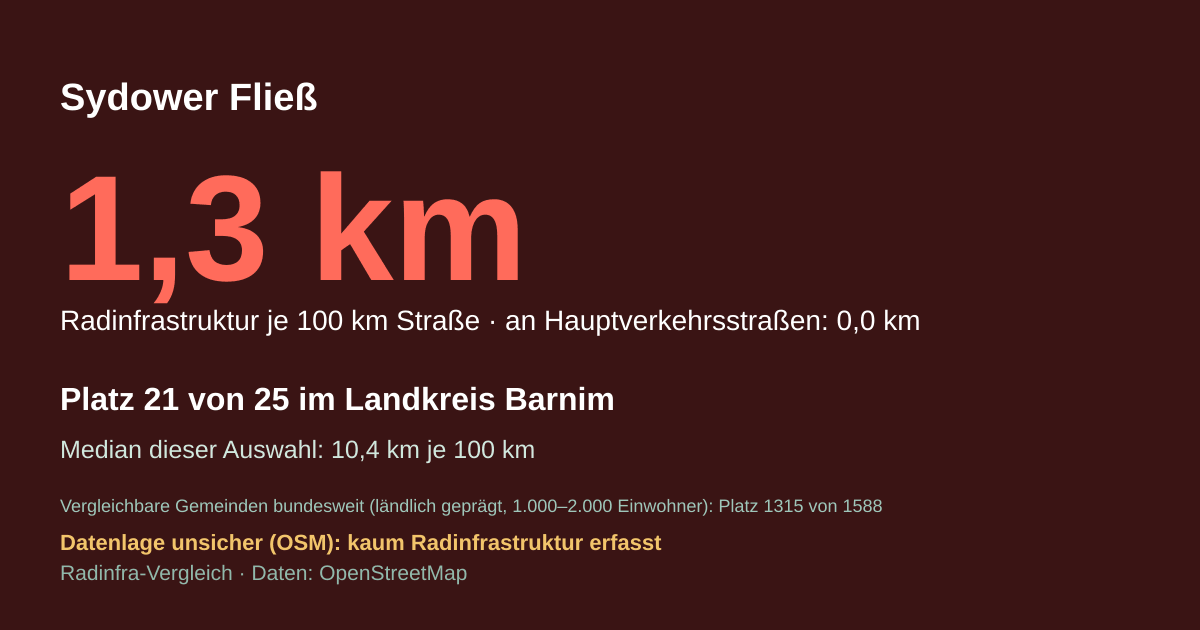 Sydower Fließ
1,3 km
Radinfrastruktur je 100 km Straße · an Hauptverkehrsstraßen: 0,0 km
Platz 21 von 25 im Landkreis Barnim
Median dieser Auswahl: 10,4 km je 100 km
Vergleichbare Gemeinden bundesweit (ländlich geprägt, 1.000–2.000 Einwohner): Platz 1315 von 1588
Datenlage unsicher (OSM): kaum Radinfrastruktur erfasst
Radinfra-Vergleich · Daten: OpenStreetMap